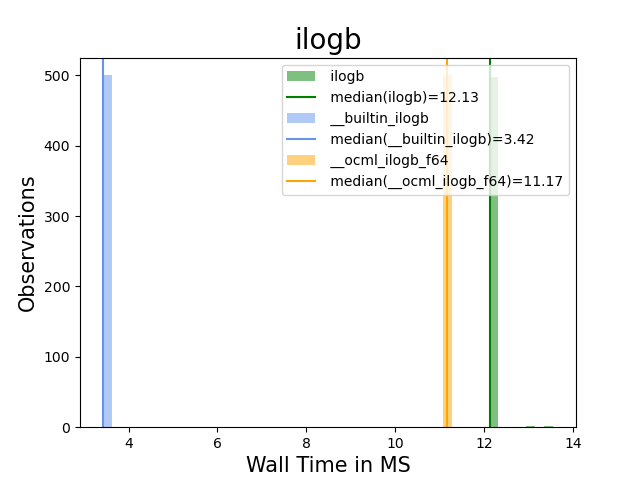 ilogb
Observations
500
400
300
200
100
0
ilogb
median(ilogb)=12.13
__builtin_ilogb
median(__builtin_ilogb)=3.42
__ocml_ilogb_f64
median(__ocml_ilogb_f64)=11.17
4 6 8 10 12 14
Wall Time in MS